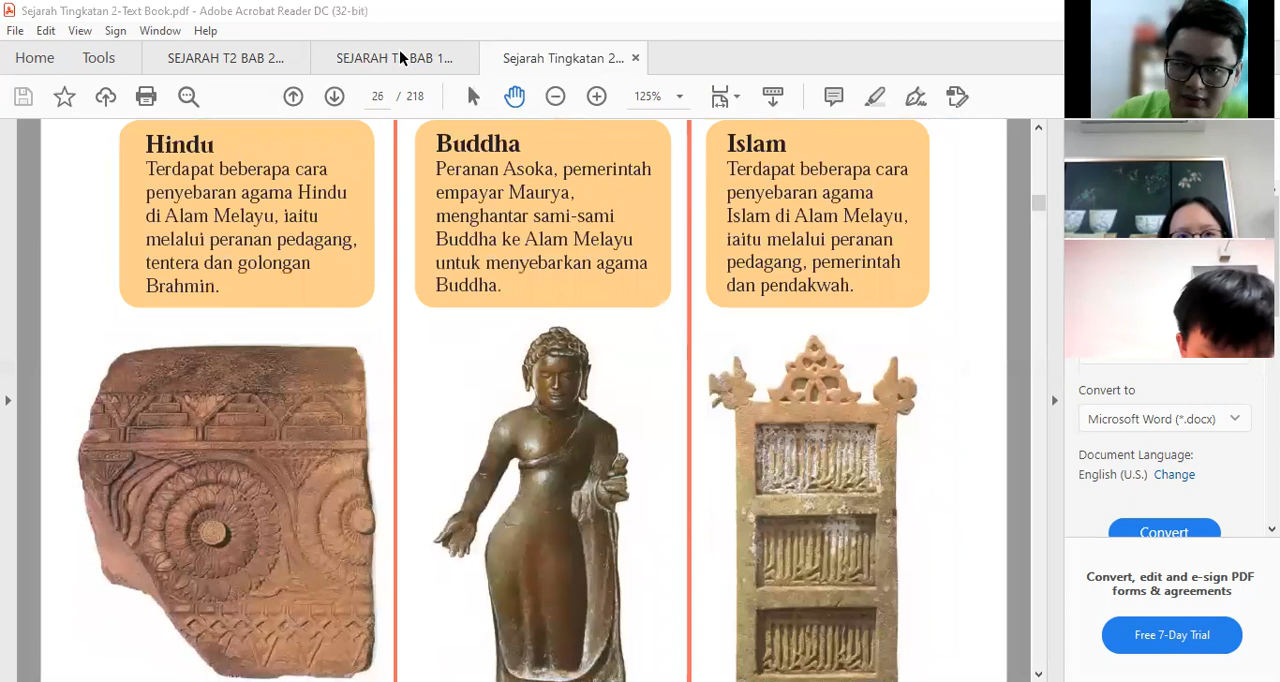 Sejarah Tingkatan 2-Text Book.pdf - Adobe Acrobat Reader DC (32-bit)
File Edit View Sign Window Help
Home Tools SEJARAH T2 BAB 2... SEJARAH T BAB 1... Sejarah Tingkatan 2... ×
26 / 218 125%
Hindu
Terdapat beberapa cara
penyebaran agama Hindu
di Alam Melayu, iaitu
melalui peranan pedagang,
tentera dan golongan
Brahmin.
Buddha
Peranan Asoka, pemerintah
empayar Maurya,
menghantar sami-sami
Buddha ke Alam Melayu
untuk menyebarkan agama
Buddha.
Islam
Terdapat beberapa cara
penyebaran agama
Islam di Alam Melayu,
iaitu melalui peranan
pedagang, pemerintah
dan pendakwah.
Convert to
Microsoft Word (*.docx)
Document Language:
English (U.S.) Change
Convert
Convert, edit and e-sign PDF
forms & agreements
Free 7-Day Trial